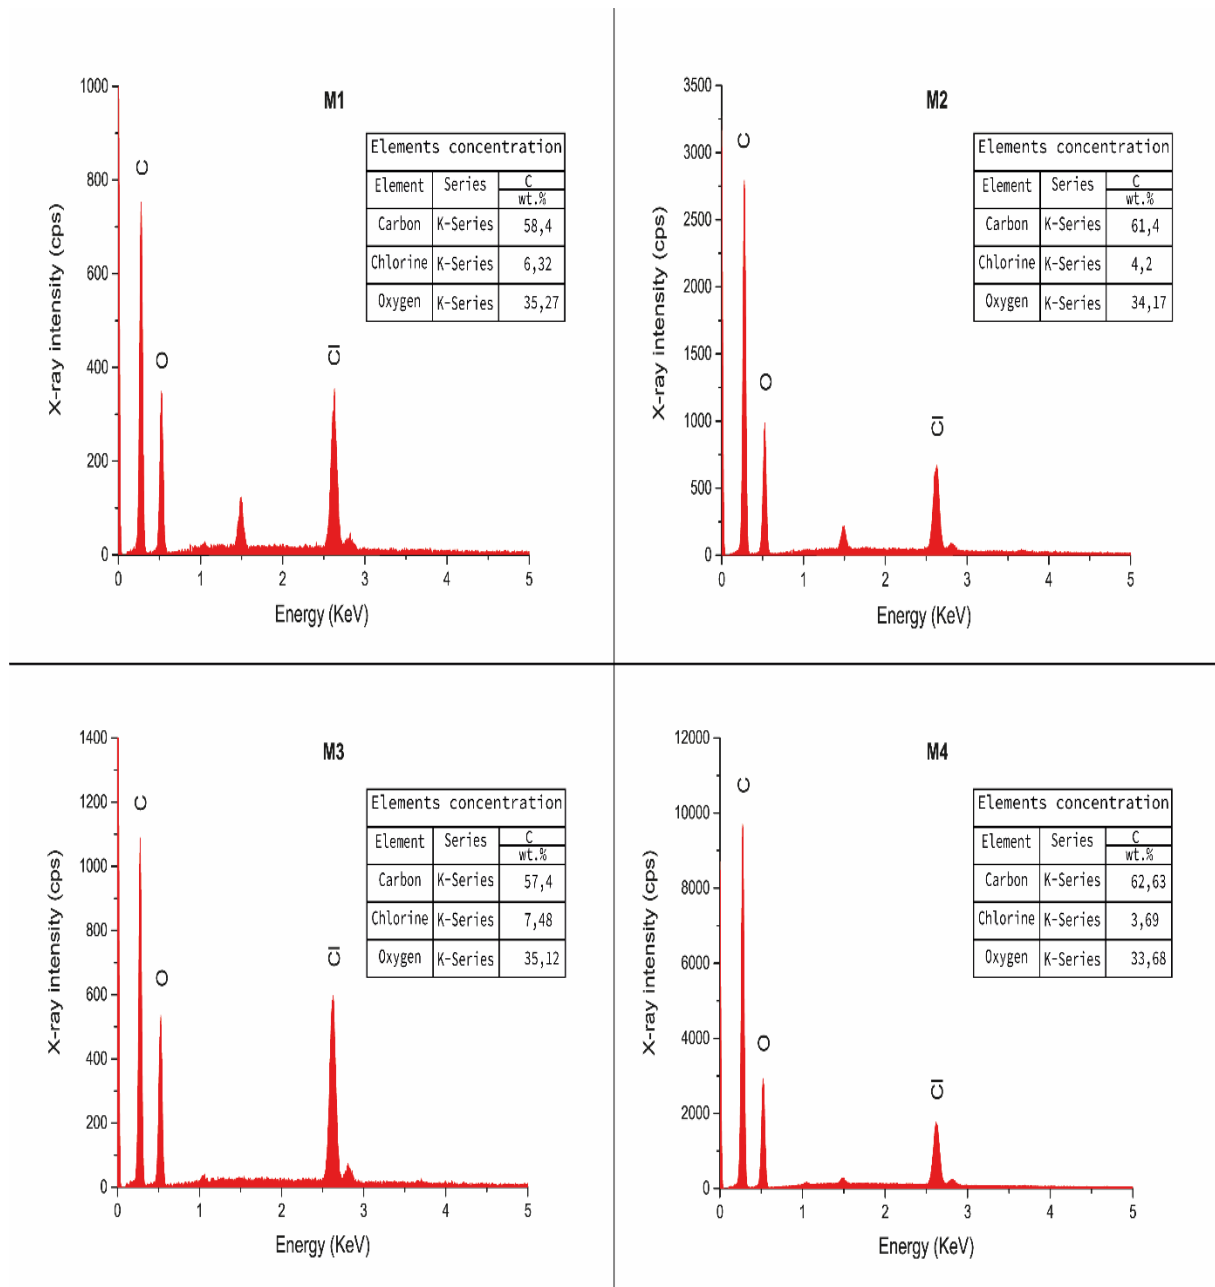 M1
X-ray intensity (cps)
1000
800
600
400
200
0
C
O
Cl
Elements concentration
Element Series C
wt.%
Carbon K-Series 58,4
Chlorine K-Series 6,32
Oxygen K-Series 35,27
0 1 2 3 4 5
Energy (KeV)
M2
X-ray intensity (cps)
3500
3000
2500
2000
1500
1000
500
0
C
O
Cl
Elements concentration
Element Series C
wt.%
Carbon K-Series 61,4
Chlorine K-Series 4,2
Oxygen K-Series 34,17
0 1 2 3 4 5
Energy (KeV)
M3
X-ray intensity (cps)
1400
1200
1000
800
600
400
200
0
C
O
Cl
Elements concentration
Element Series C
wt.%
Carbon K-Series 57,4
Chlorine K-Series 7,48
Oxygen K-Series 35,12
0 1 2 3 4 5
Energy (KeV)
M4
X-ray intensity (cps)
12000
10000
8000
6000
4000
2000
0
C
O
Cl
Elements concentration
Element Series C
wt.%
Carbon K-Series 62,63
Chlorine K-Series 3,69
Oxygen K-Series 33,68
0 1 2 3 4 5
Energy (KeV)